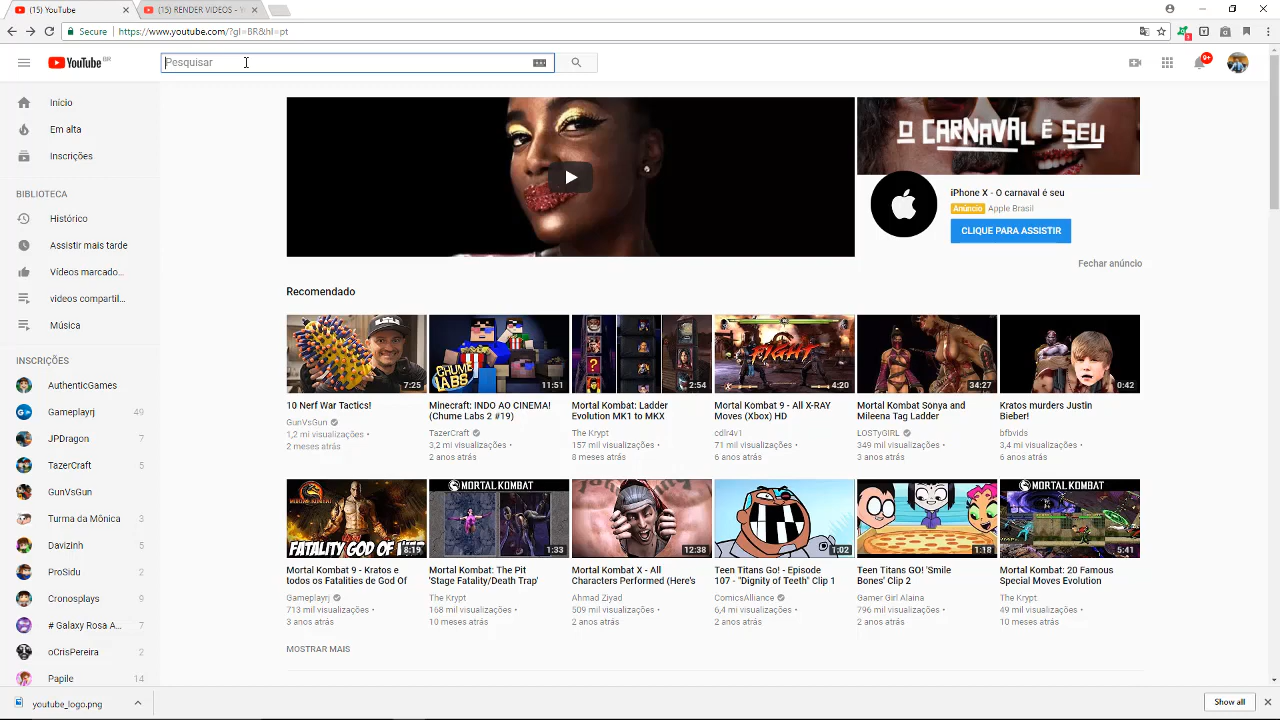 (15) YouTube
(15) RENDER VIDEOS -
Secure
https://www.youtube.com/?gl=BR&hl=pt
YouTube BR
Pesquisar
9+
Início
Em alta
Inscrições
BIBLIOTECA
Histórico
Assistir mais tarde
Vídeos marcado...
videos compartil...
Música
INSCRIÇÕES
AuthenticGames
Gameplayrj 49
JPDragon 7
TazerCraft 5
GunVsGun
Turma da Mônica 3
Davizinh 5
ProSidu 2
Cronosplays 9
# Galaxy Rosa A... 7
oCrisPereira 2
Papile 14
O CARNAVAL É SEU
iPhone X - O carnaval é seu
Anúncio Apple Brasil
CLIQUE PARA ASSISTIR
Fechar anúncio
Recomendado
7:25
10 Nerf War Tactics!
GunVsGun
1,2 mi visualizações •
2 meses atrás
CHUME LABS
11:51
Minecraft: INDO AO CINEMA!
(Chume Labs 2 #19)
TazerCraft
3,2 mi visualizações •
2 anos atrás
2:54
Mortal Kombat: Ladder
Evolution MK1 to MKX
The Krypt
157 mil visualizações •
8 meses atrás
FIGHT
4:20
Mortal Kombat 9 - All X-RAY
Moves (Xbox) HD
cdlr4v1
71 mil visualizações •
6 anos atrás
34:27
Mortal Kombat Sonya and
Mileena Tag Ladder
LOSTyGIRL
349 mil visualizações •
3 anos atrás
0:42
Kratos murders Justin
Bieber!
bfbvids
3,4 mi visualizações •
6 anos atrás
FATALITY GOD OF
8:19
Mortal Kombat 9 - Kratos e
todos os Fatalities de God Of
Gameplayrj
713 mil visualizações •
3 anos atrás
MORTAL KOMBAT
1:33
Mortal Kombat: The Pit
'Stage Fatality/Death Trap'
The Krypt
168 mil visualizações •
10 meses atrás
12:38
Mortal Kombat X - All
Characters Performed (Here's
Ahmad Ziyad
509 mil visualizações •
2 anos atrás
1:02
Teen Titans Go! - Episode
107 - "Dignity of Teeth" Clip 1
ComicsAlliance
6,4 mi visualizações •
2 anos atrás
1:18
Teen Titans GO! 'Smile
Bones' Clip 2
Gamer Girl Alaina
796 mil visualizações •
2 anos atrás
MORTAL KOMBAT
5:41
Mortal Kombat: 20 Famous
Special Moves Evolution
The Krypt
49 mil visualizações •
10 meses atrás
MOSTRAR MAIS
youtube_logo.png
Show all